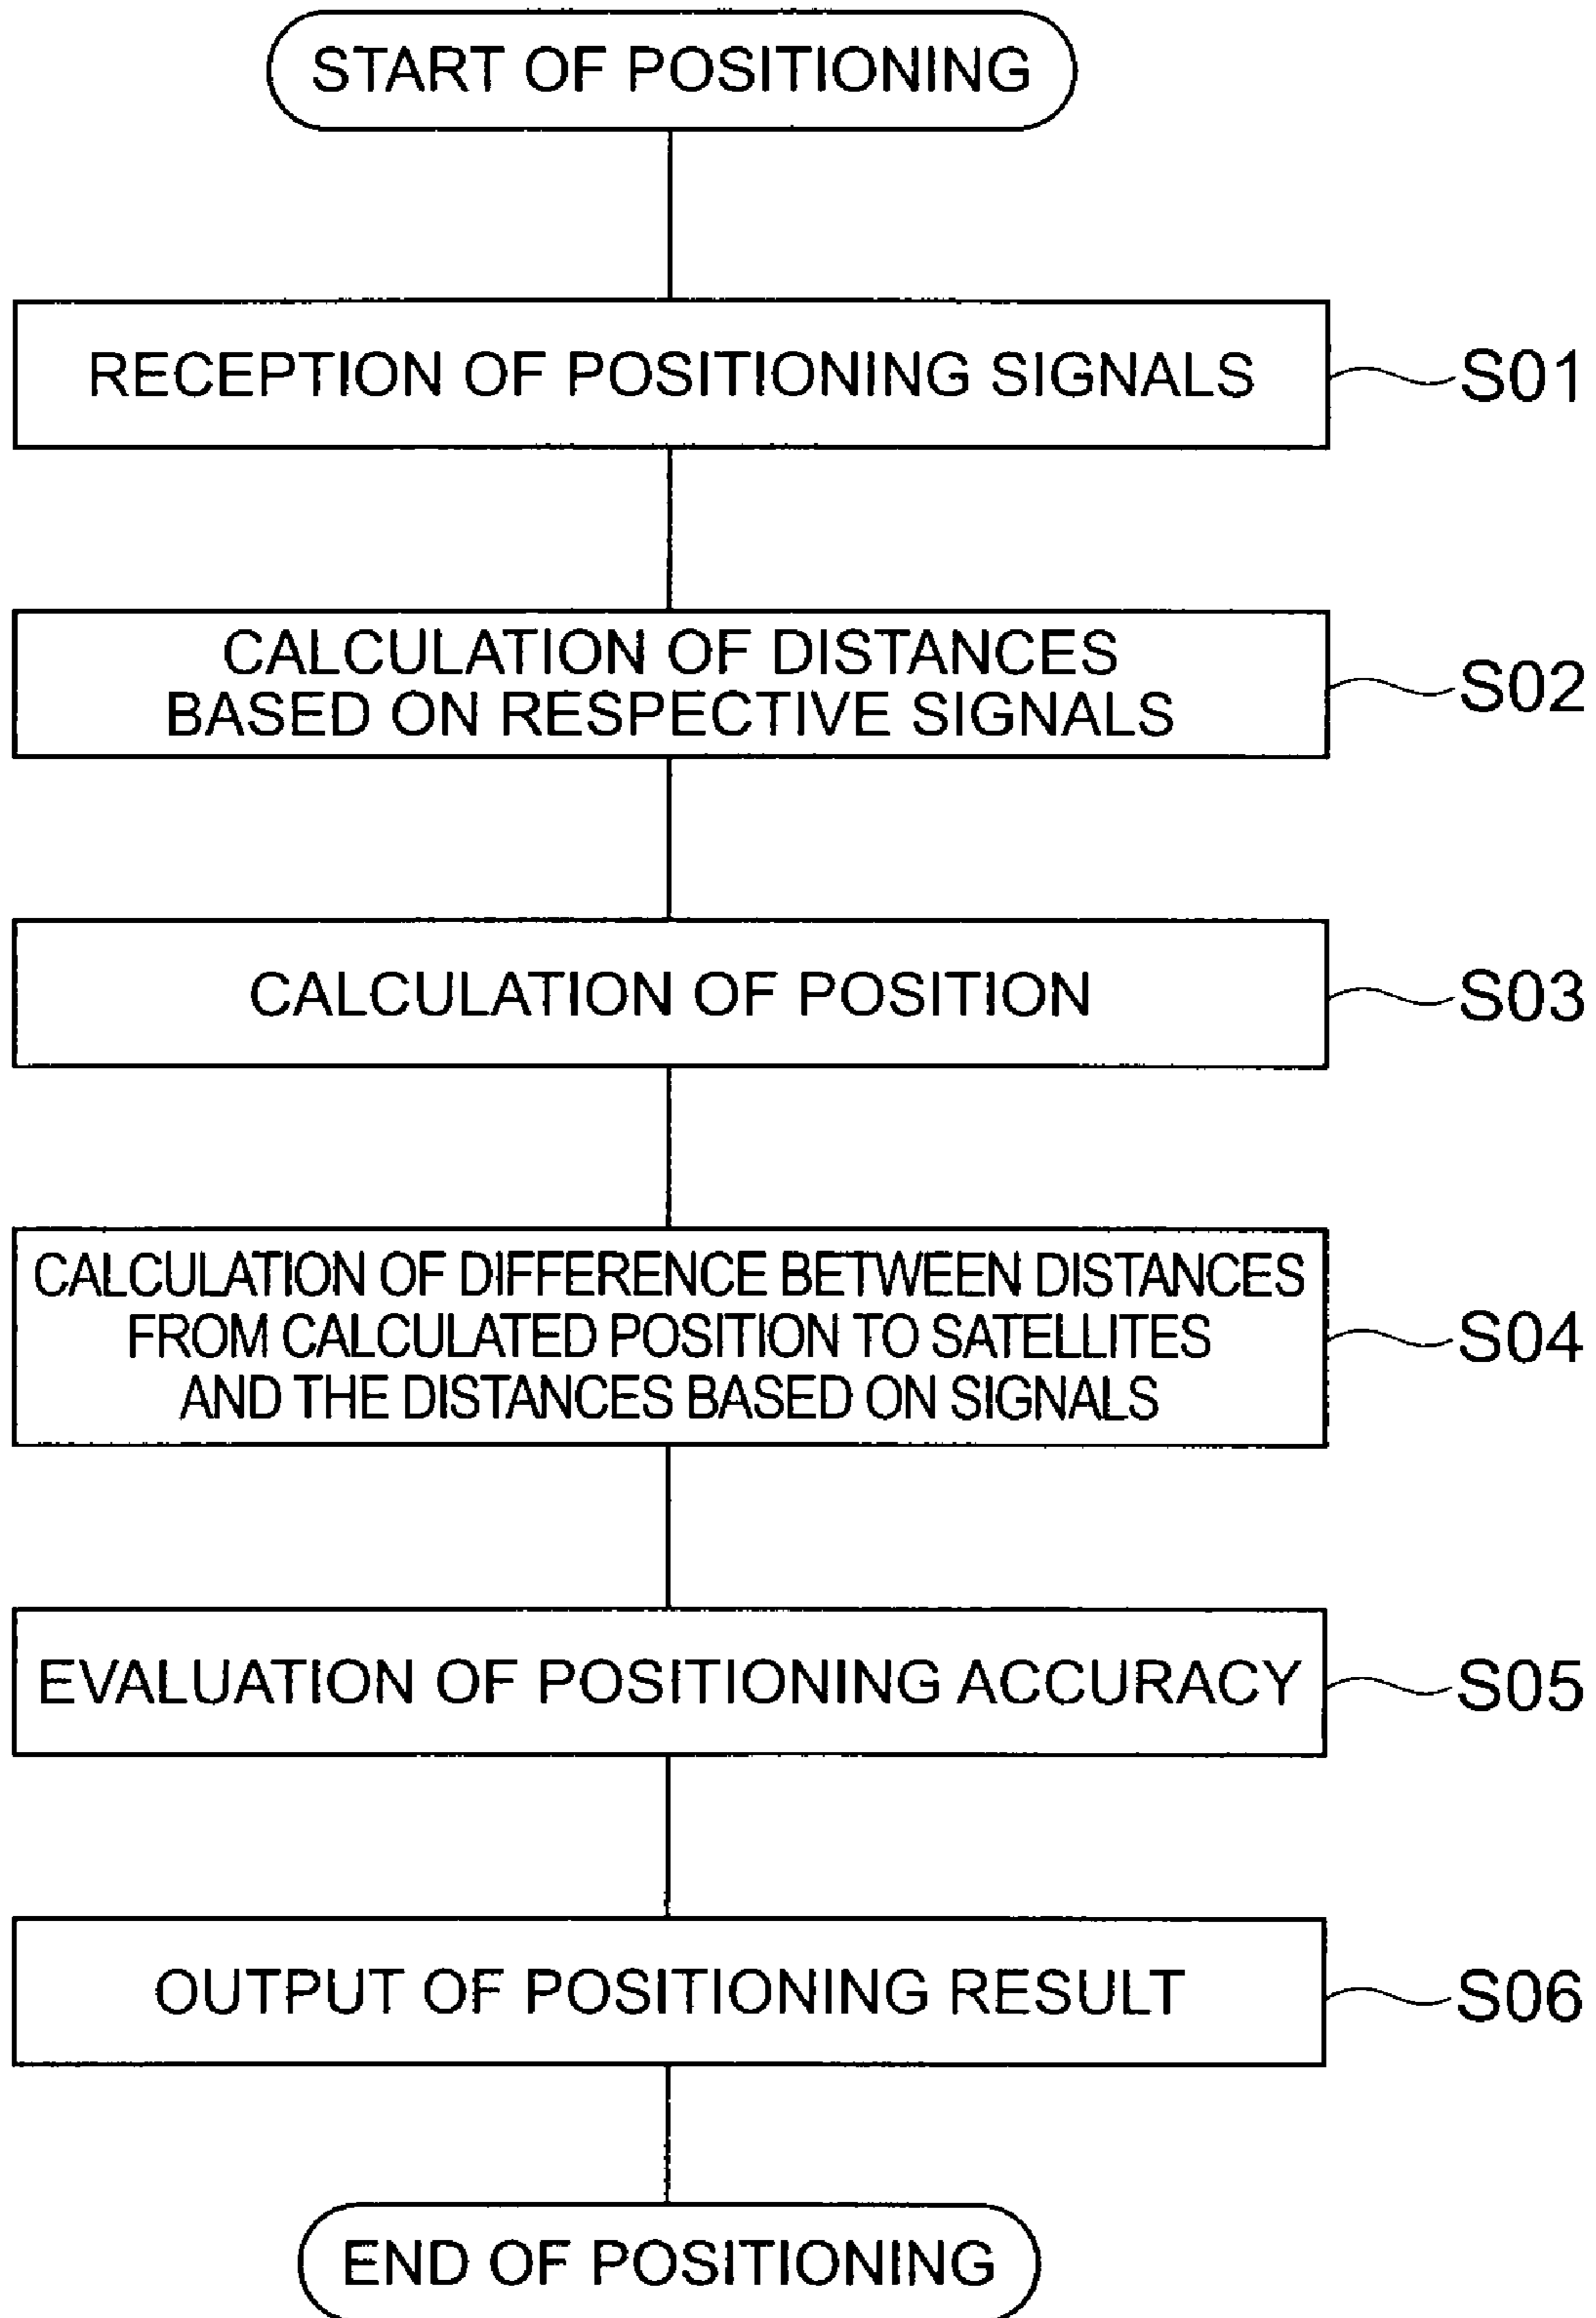 START OF POSITIONING
RECEPTION OF POSITIONING SIGNALS
S01
CALCULATION OF DISTANCES
BASED ON RESPECTIVE SIGNALS
S02
CALCULATION OF POSITION
S03
CALCULATION OF DIFFERENCE BETWEEN DISTANCES
FROM CALCULATED POSITION TO SATELLITES
AND THE DISTANCES BASED ON SIGNALS
S04
EVALUATION OF POSITIONING ACCURACY
S05
OUTPUT OF POSITIONING RESULT
S06
END OF POSITIONING